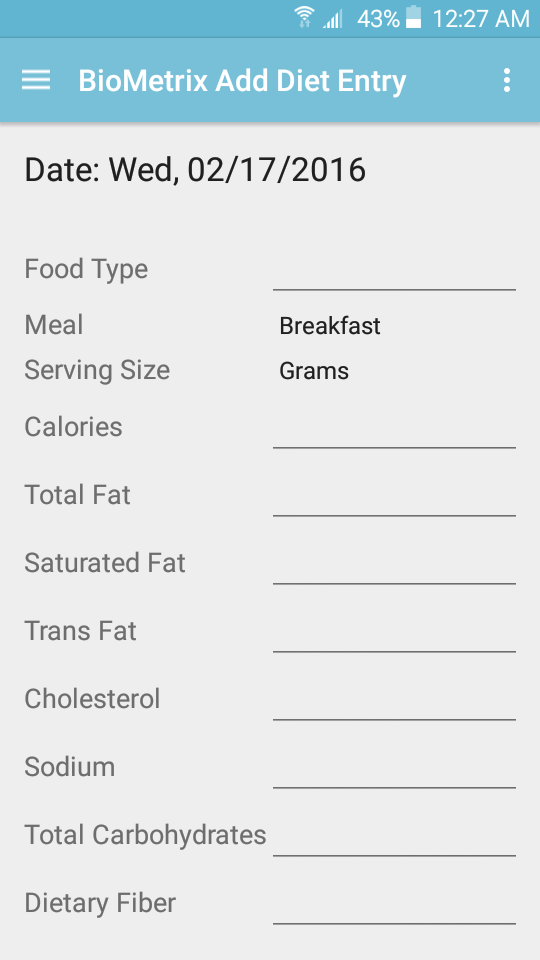 43% 12:27 AM
BioMetrix Add Diet Entry
Date: Wed, 02/17/2016
Food Type
Meal Breakfast
Serving Size Grams
Calories
Total Fat
Saturated Fat
Trans Fat
Cholesterol
Sodium
Total Carbohydrates
Dietary Fiber